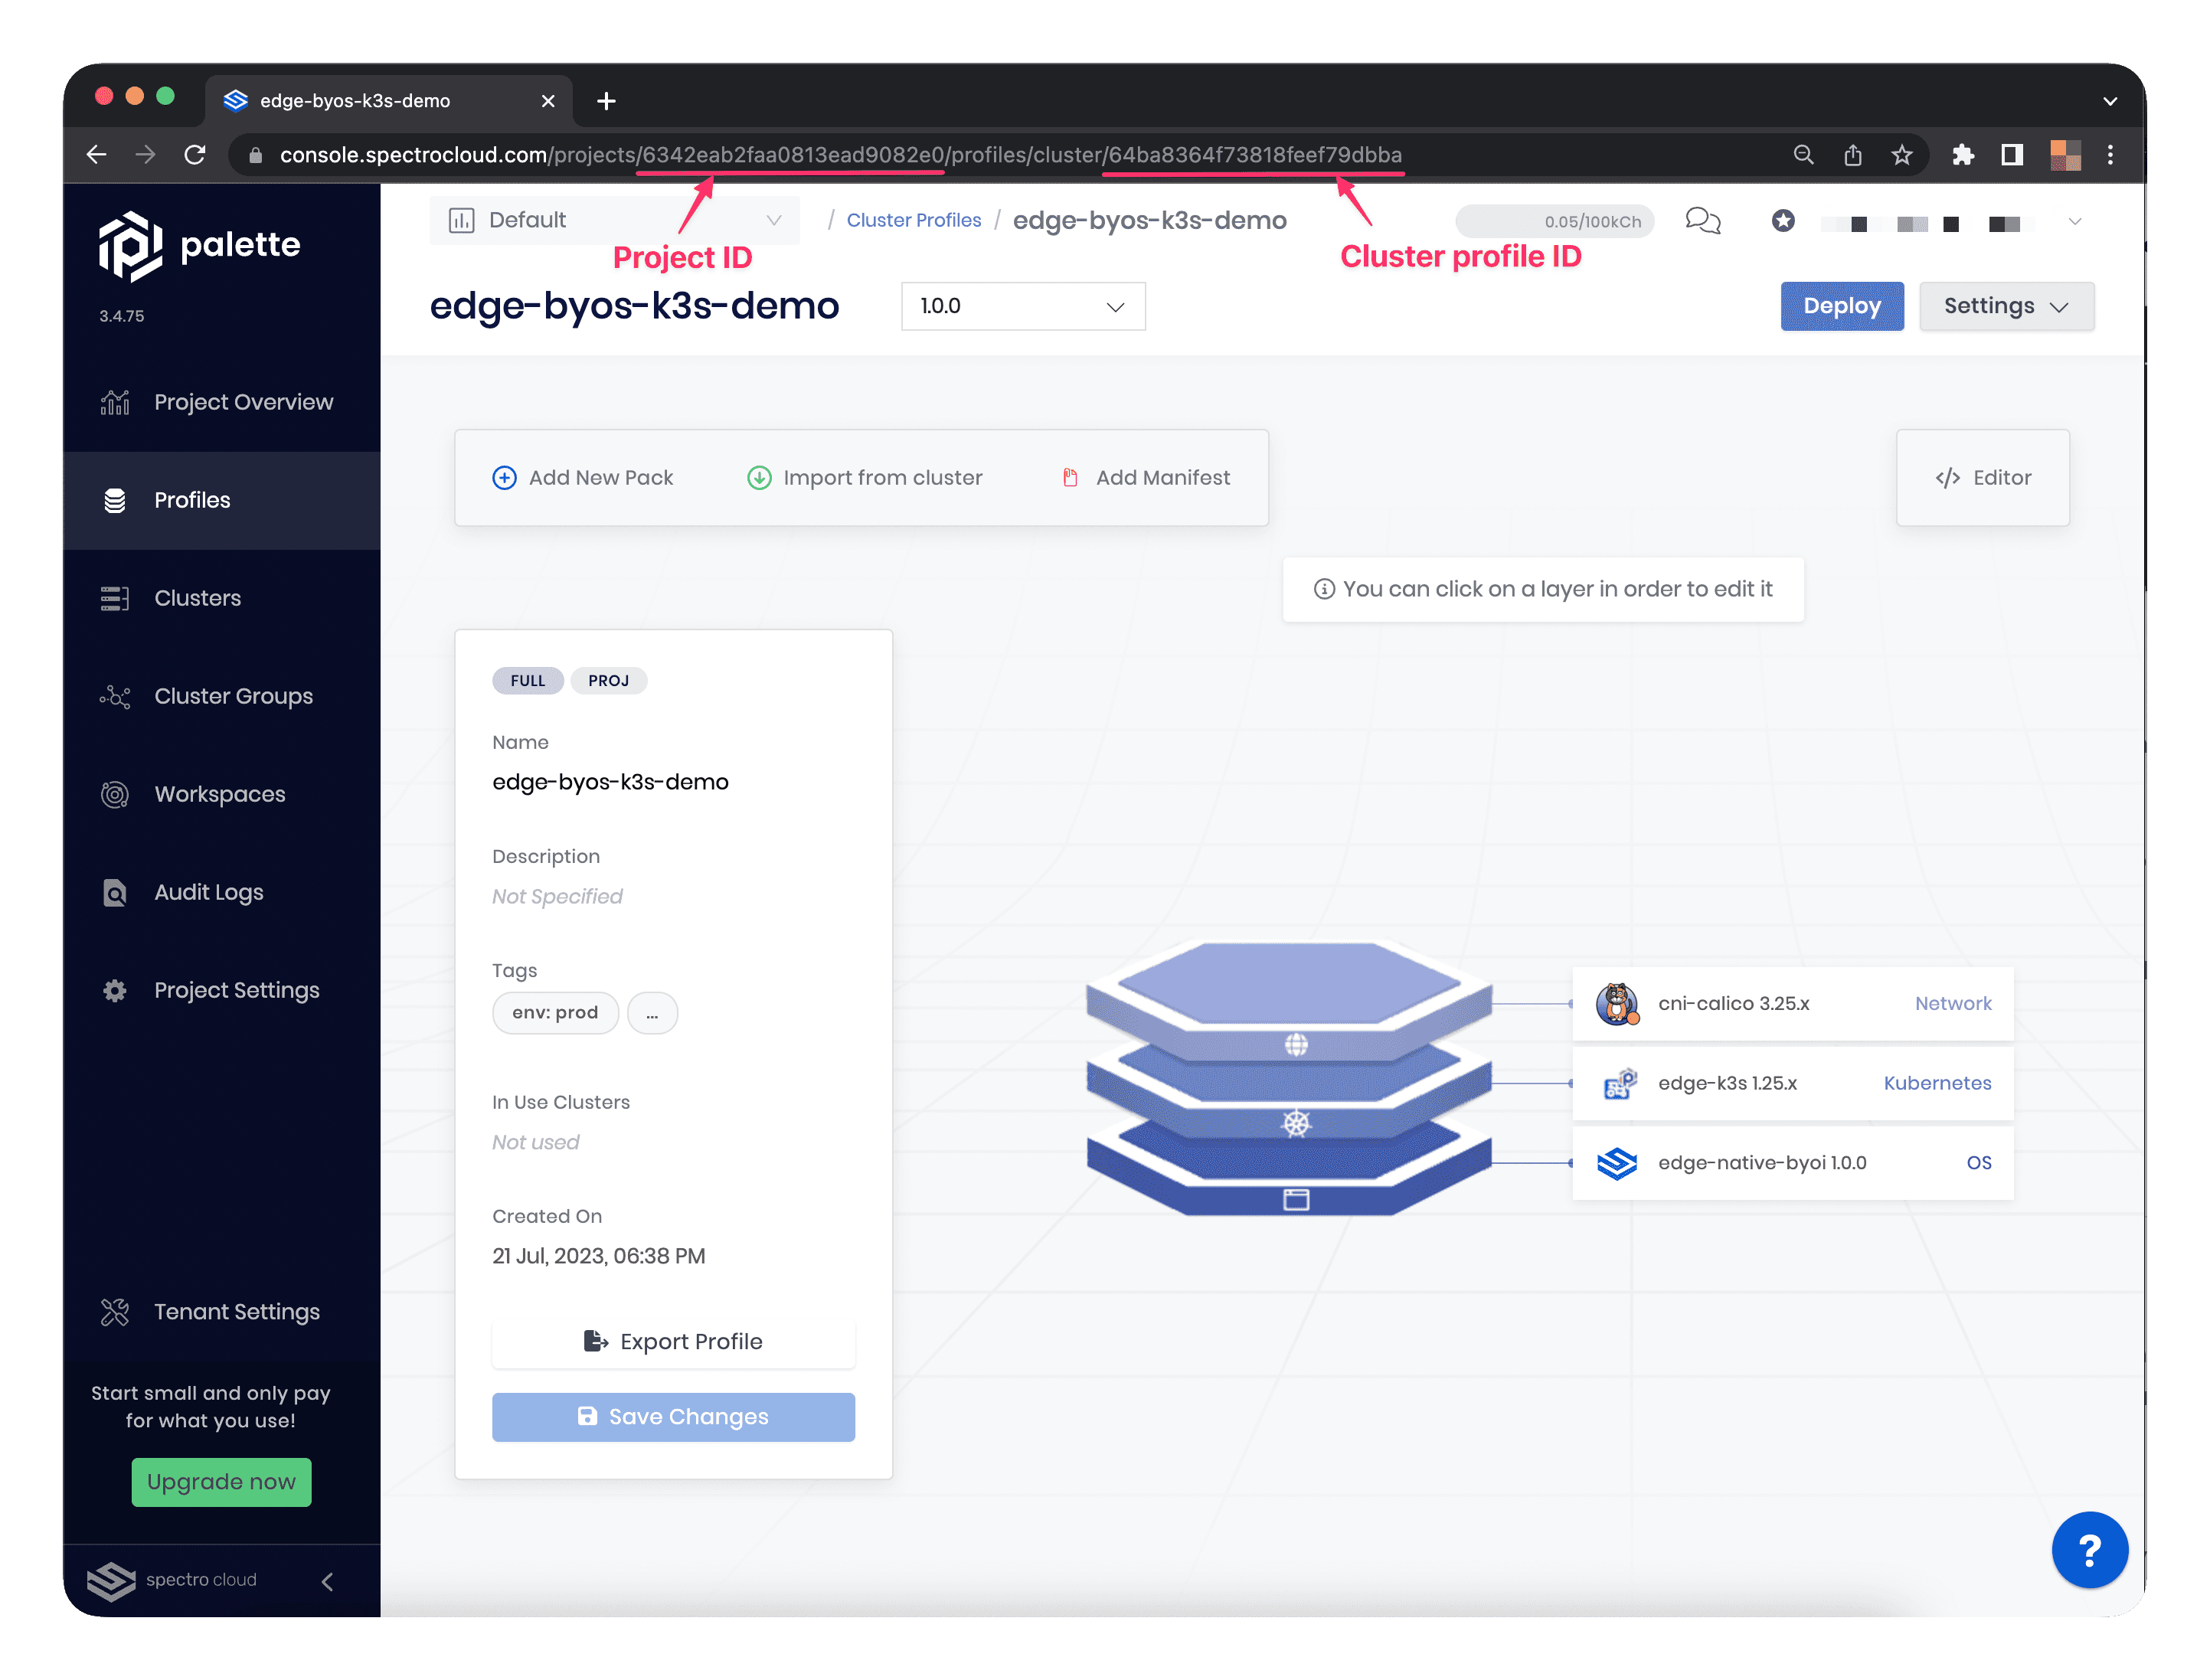 edge-byos-k3s-demo
console.spectrocloud.com/projects/6342eab2faa0813ead9082e0/profiles/cluster/64ba8364f73818feef79dbba
Project ID
Cluster profile ID
palette
3.4.75
Project Overview
Profiles
Clusters
Cluster Groups
Workspaces
Audit Logs
Project Settings
Tenant Settings
Start small and only pay
for what you use!
Upgrade now
spectro cloud
Default / Cluster Profiles / edge-byos-k3s-demo 0.05/100kCh
edge-byos-k3s-demo 1.0.0 Deploy Settings
Add New Pack Import from cluster Add Manifest </> Editor
You can click on a layer in order to edit it
FULL PROJ
Name
edge-byos-k3s-demo
Description
Not Specified
Tags
env: prod ...
In Use Clusters
Not used
Created On
21 Jul, 2023, 06:38 PM
Export Profile
Save Changes
cni-calico 3.25.x Network
edge-k3s 1.25.x Kubernetes
edge-native-byoi 1.0.0 OS
?